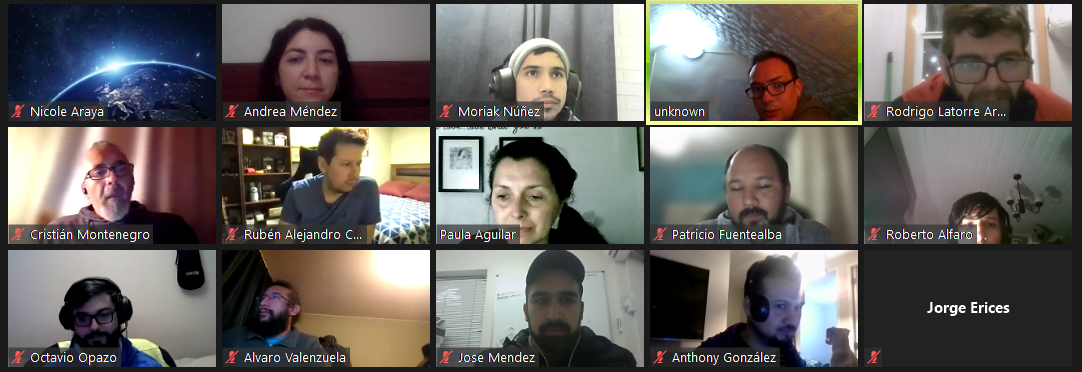 Nicole Araya
Andrea Méndez
Moriak Núñez
unknown
Rodrigo Latorre Ar...
Cristián Montenegro
Rubén Alejandro C...
Paula Aguilar
Patricio Fuentealba
Roberto Alfaro
Octavio Opazo
Alvaro Valenzuela
Jose Mendez
Anthony González
Jorge Erices